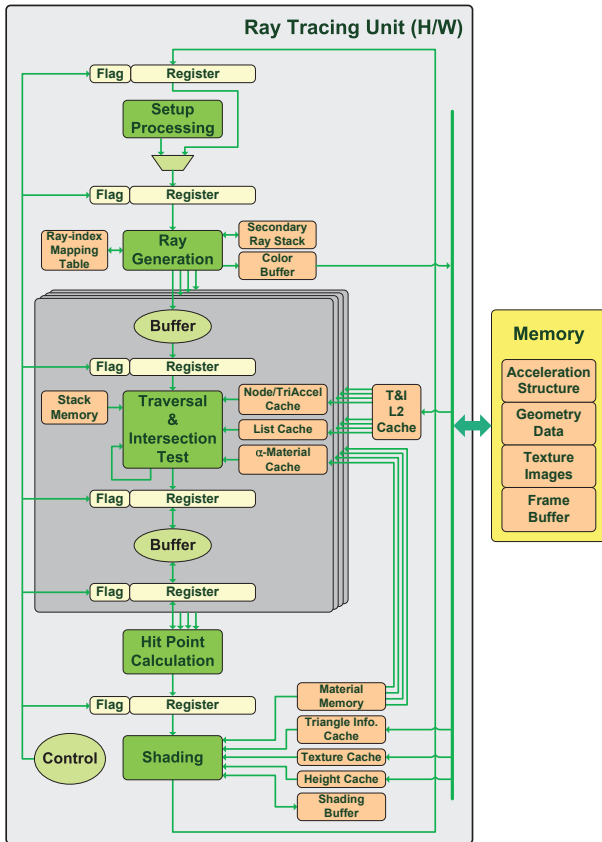 Ray Tracing Unit (H/W)
Flag
Register
Setup
Processing
Flag
Register
Ray-index
Mapping
Table
Ray
Generation
Secondary
Ray Stack
Color
Buffer
Buffer
Flag
Register
Stack
Memory
Traversal
&
Intersection
Test
Node/TriAccel
Cache
List Cache
α-Material
Cache
T&I
L2
Cache
Flag
Register
Buffer
Flag
Register
Hit Point
Calculation
Flag
Register
Control
Shading
Material
Memory
Triangle Info.
Cache
Texture Cache
Height Cache
Shading
Buffer
Memory
Acceleration
Structure
Geometry
Data
Texture
Images
Frame
Buffer